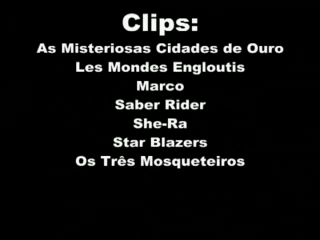 Clips:
As Misteriosas Cidades de Ouro
Les Mondes Engloutis
Marco
Saber Rider
She-Ra
Star Blazers
Os Três Mosqueteiros